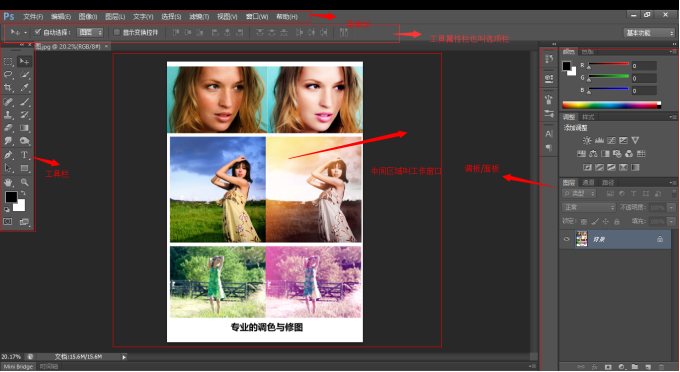 Ps 文件(F) 编辑(E) 图像(I) 图层(L) 文字(Y) 选择(S) 滤镜(T) 视图(V) 窗口(W) 帮助(H)
自动选择: 图层 显示变换控件
工具属性栏也叫选项栏
基本功能
图.jpg @ 20.2%(RGB/8#) ×
颜色
R 0
G 0
B 0
调整 样式
添加调整
工具栏
中间区域叫工作窗口
调板/面板
图层 通道 路径
类型
正常 不透明度: 100%
锁定: 填充: 100%
背景
专业的调色与修图
20.17% 文档:15.6M/15.6M
Mini Bridge 时间轴